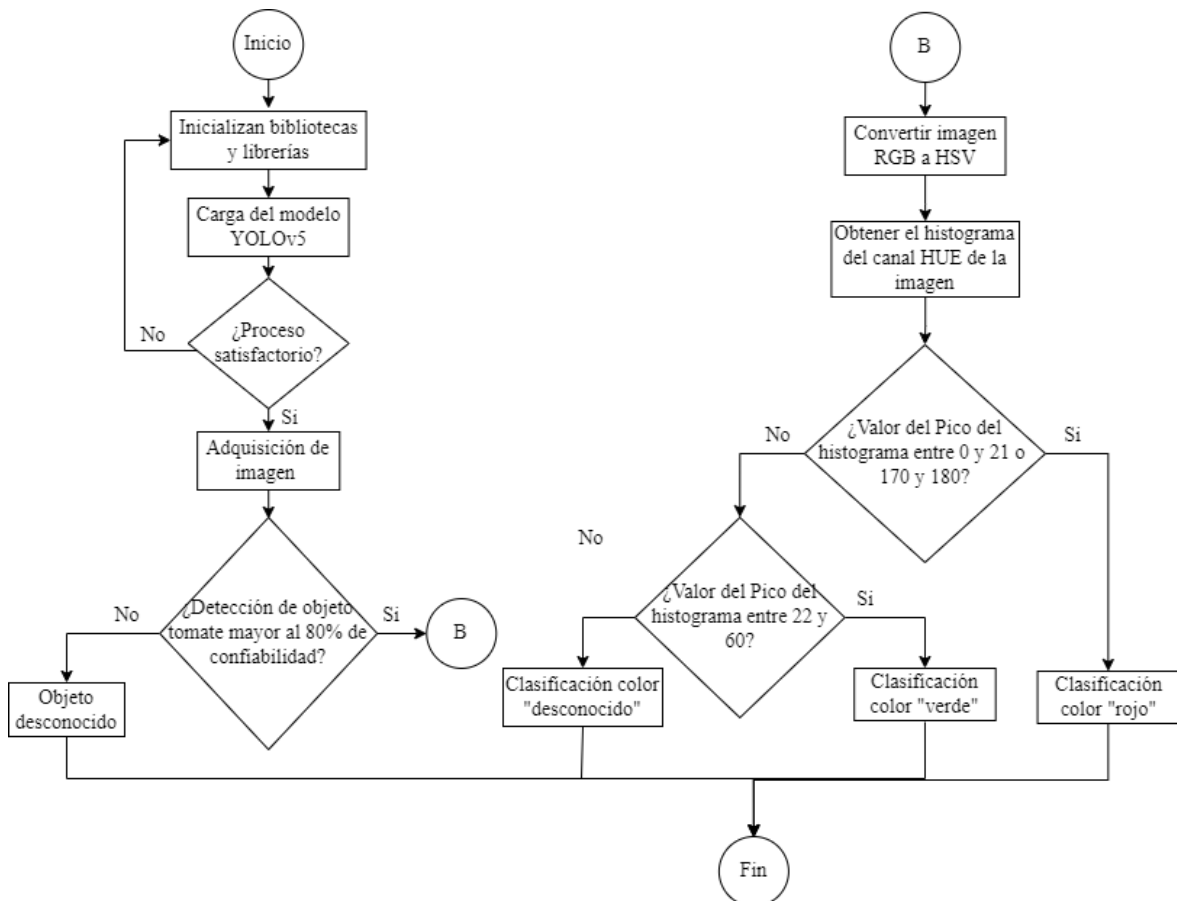 Inicio
Inicializan bibliotecas
y librerías
Carga del modelo
YOLOv5
¿Proceso
satisfactorio?
No
Si
Adquisición de
imagen
¿Detección de objeto
tomate mayor al 80% de
confiabilidad?
No
Si
B
Objeto
desconocido
B
Convertir imagen
RGB a HSV
Obtener el histograma
del canal HUE de la
imagen
¿Valor del Pico del
histograma entre 0 y 21 o
170 y 180?
No
Si
¿Valor del Pico del
histograma entre 22 y
60?
No
Si
Clasificación color
"desconocido"
Clasificación
color "verde"
Clasificación
color "rojo"
Fin